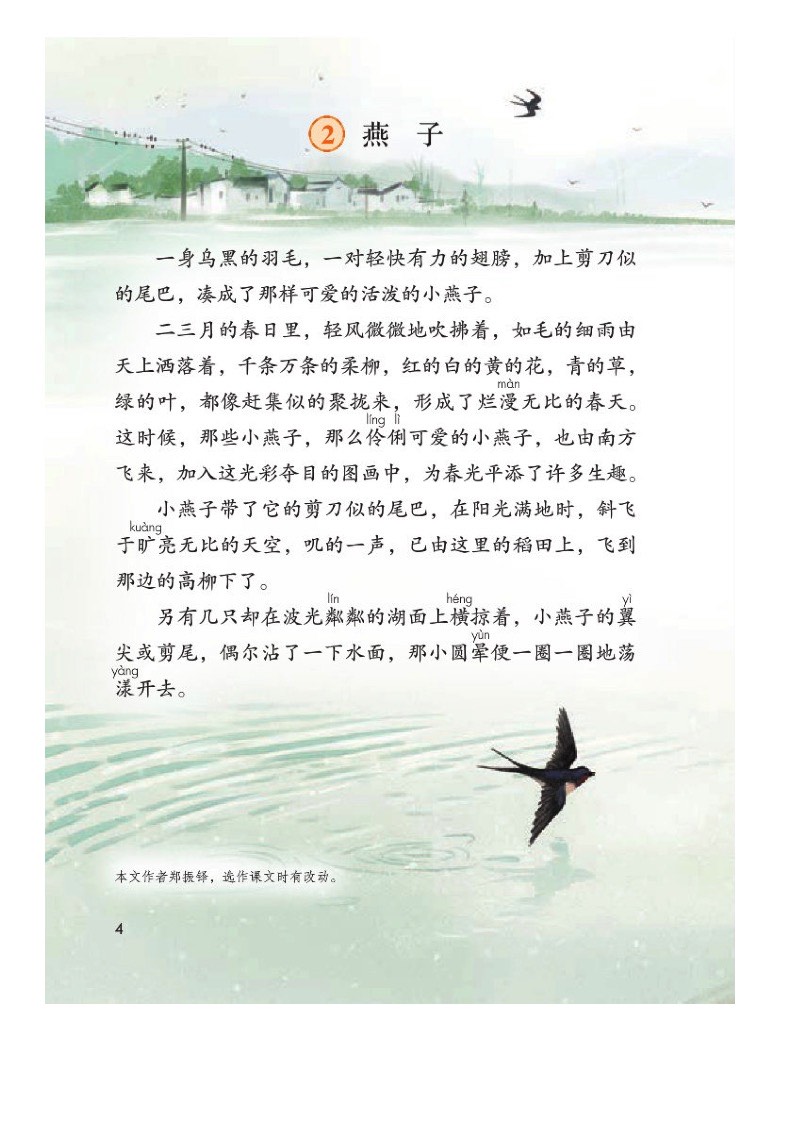 2 燕子
一身乌黑的羽毛，一对轻快有力的翅膀，加上剪刀似
的尾巴，凑成了那样可爱的活泼的小燕子。
二三月的春日里，轻风微微地吹拂着，如毛的细雨由
天上洒落着，千条万条的柔柳，红的白的黄的花，青的草，
màn
绿的叶，都像赶集似的聚拢来，形成了烂漫无比的春天。
líng lì
这时候，那些小燕子，那么伶俐可爱的小燕子，也由南方
飞来，加入这光彩夺目的图画中，为春光平添了许多生趣。
小燕子带了它的剪刀似的尾巴，在阳光满地时，斜飞
kuàng
于旷亮无比的天空，叽的一声，已由这里的稻田上，飞到
那边的高柳下了。
lín héng yì
另有几只却在波光粼粼的湖面上横掠着，小燕子的翼
yùn
尖或剪尾，偶尔沾了一下水面，那小圆晕便一圈一圈地荡
yàng
漾开去。
本文作者郑振铎，选作课文时有改动。
4